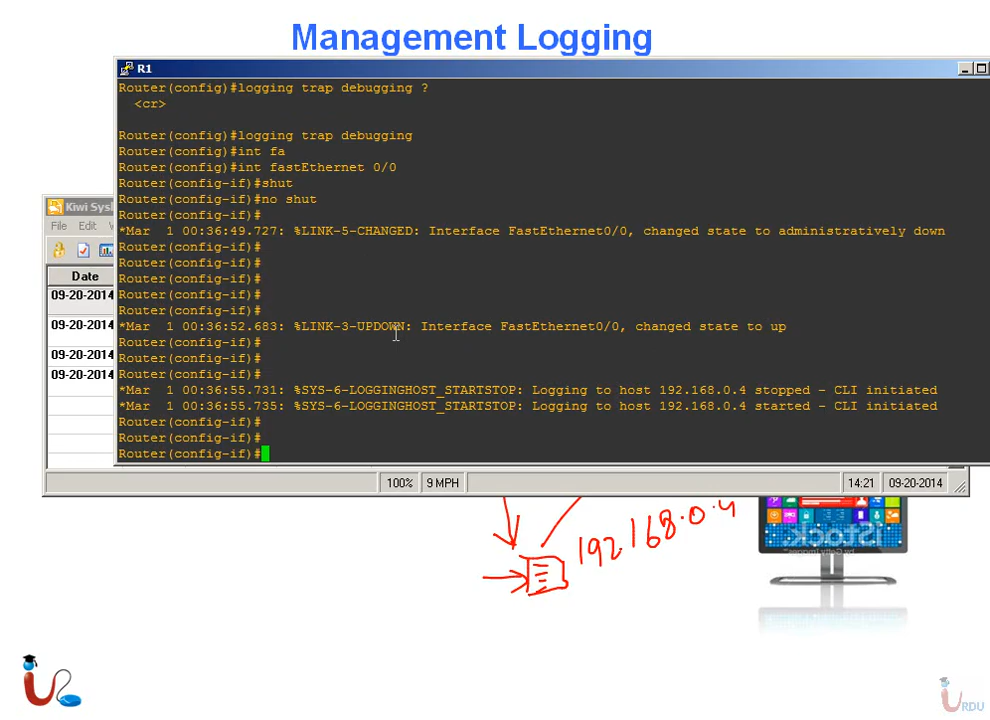 Management Logging
R1
Router(config)#logging trap debugging ?
<cr>
Router(config)#logging trap debugging
Router(config)#int fa
Router(config)#int fastEthernet 0/0
Router(config-if)#shut
Router(config-if)#no shut
Router(config-if)#
*Mar  1 00:36:49.727: %LINK-5-CHANGED: Interface FastEthernet0/0, changed state to administratively down
Router(config-if)#
Router(config-if)#
Router(config-if)#
Router(config-if)#
Router(config-if)#
*Mar  1 00:36:52.683: %LINK-3-UPDOWN: Interface FastEthernet0/0, changed state to up
Router(config-if)#
Router(config-if)#
Router(config-if)#
*Mar  1 00:36:55.731: %SYS-6-LOGGINGHOST_STARTSTOP: Logging to host 192.168.0.4 stopped - CLI initiated
*Mar  1 00:36:55.735: %SYS-6-LOGGINGHOST_STARTSTOP: Logging to host 192.168.0.4 started - CLI initiated
Router(config-if)#
Router(config-if)#
Router(config-if)#
Kiwi Sysl
File Edit
Date
09-20-2014
09-20-2014
09-20-2014
09-20-2014
100% 9 MPH 14:21 09-20-2014
192.168.0.4
iStock
URDU